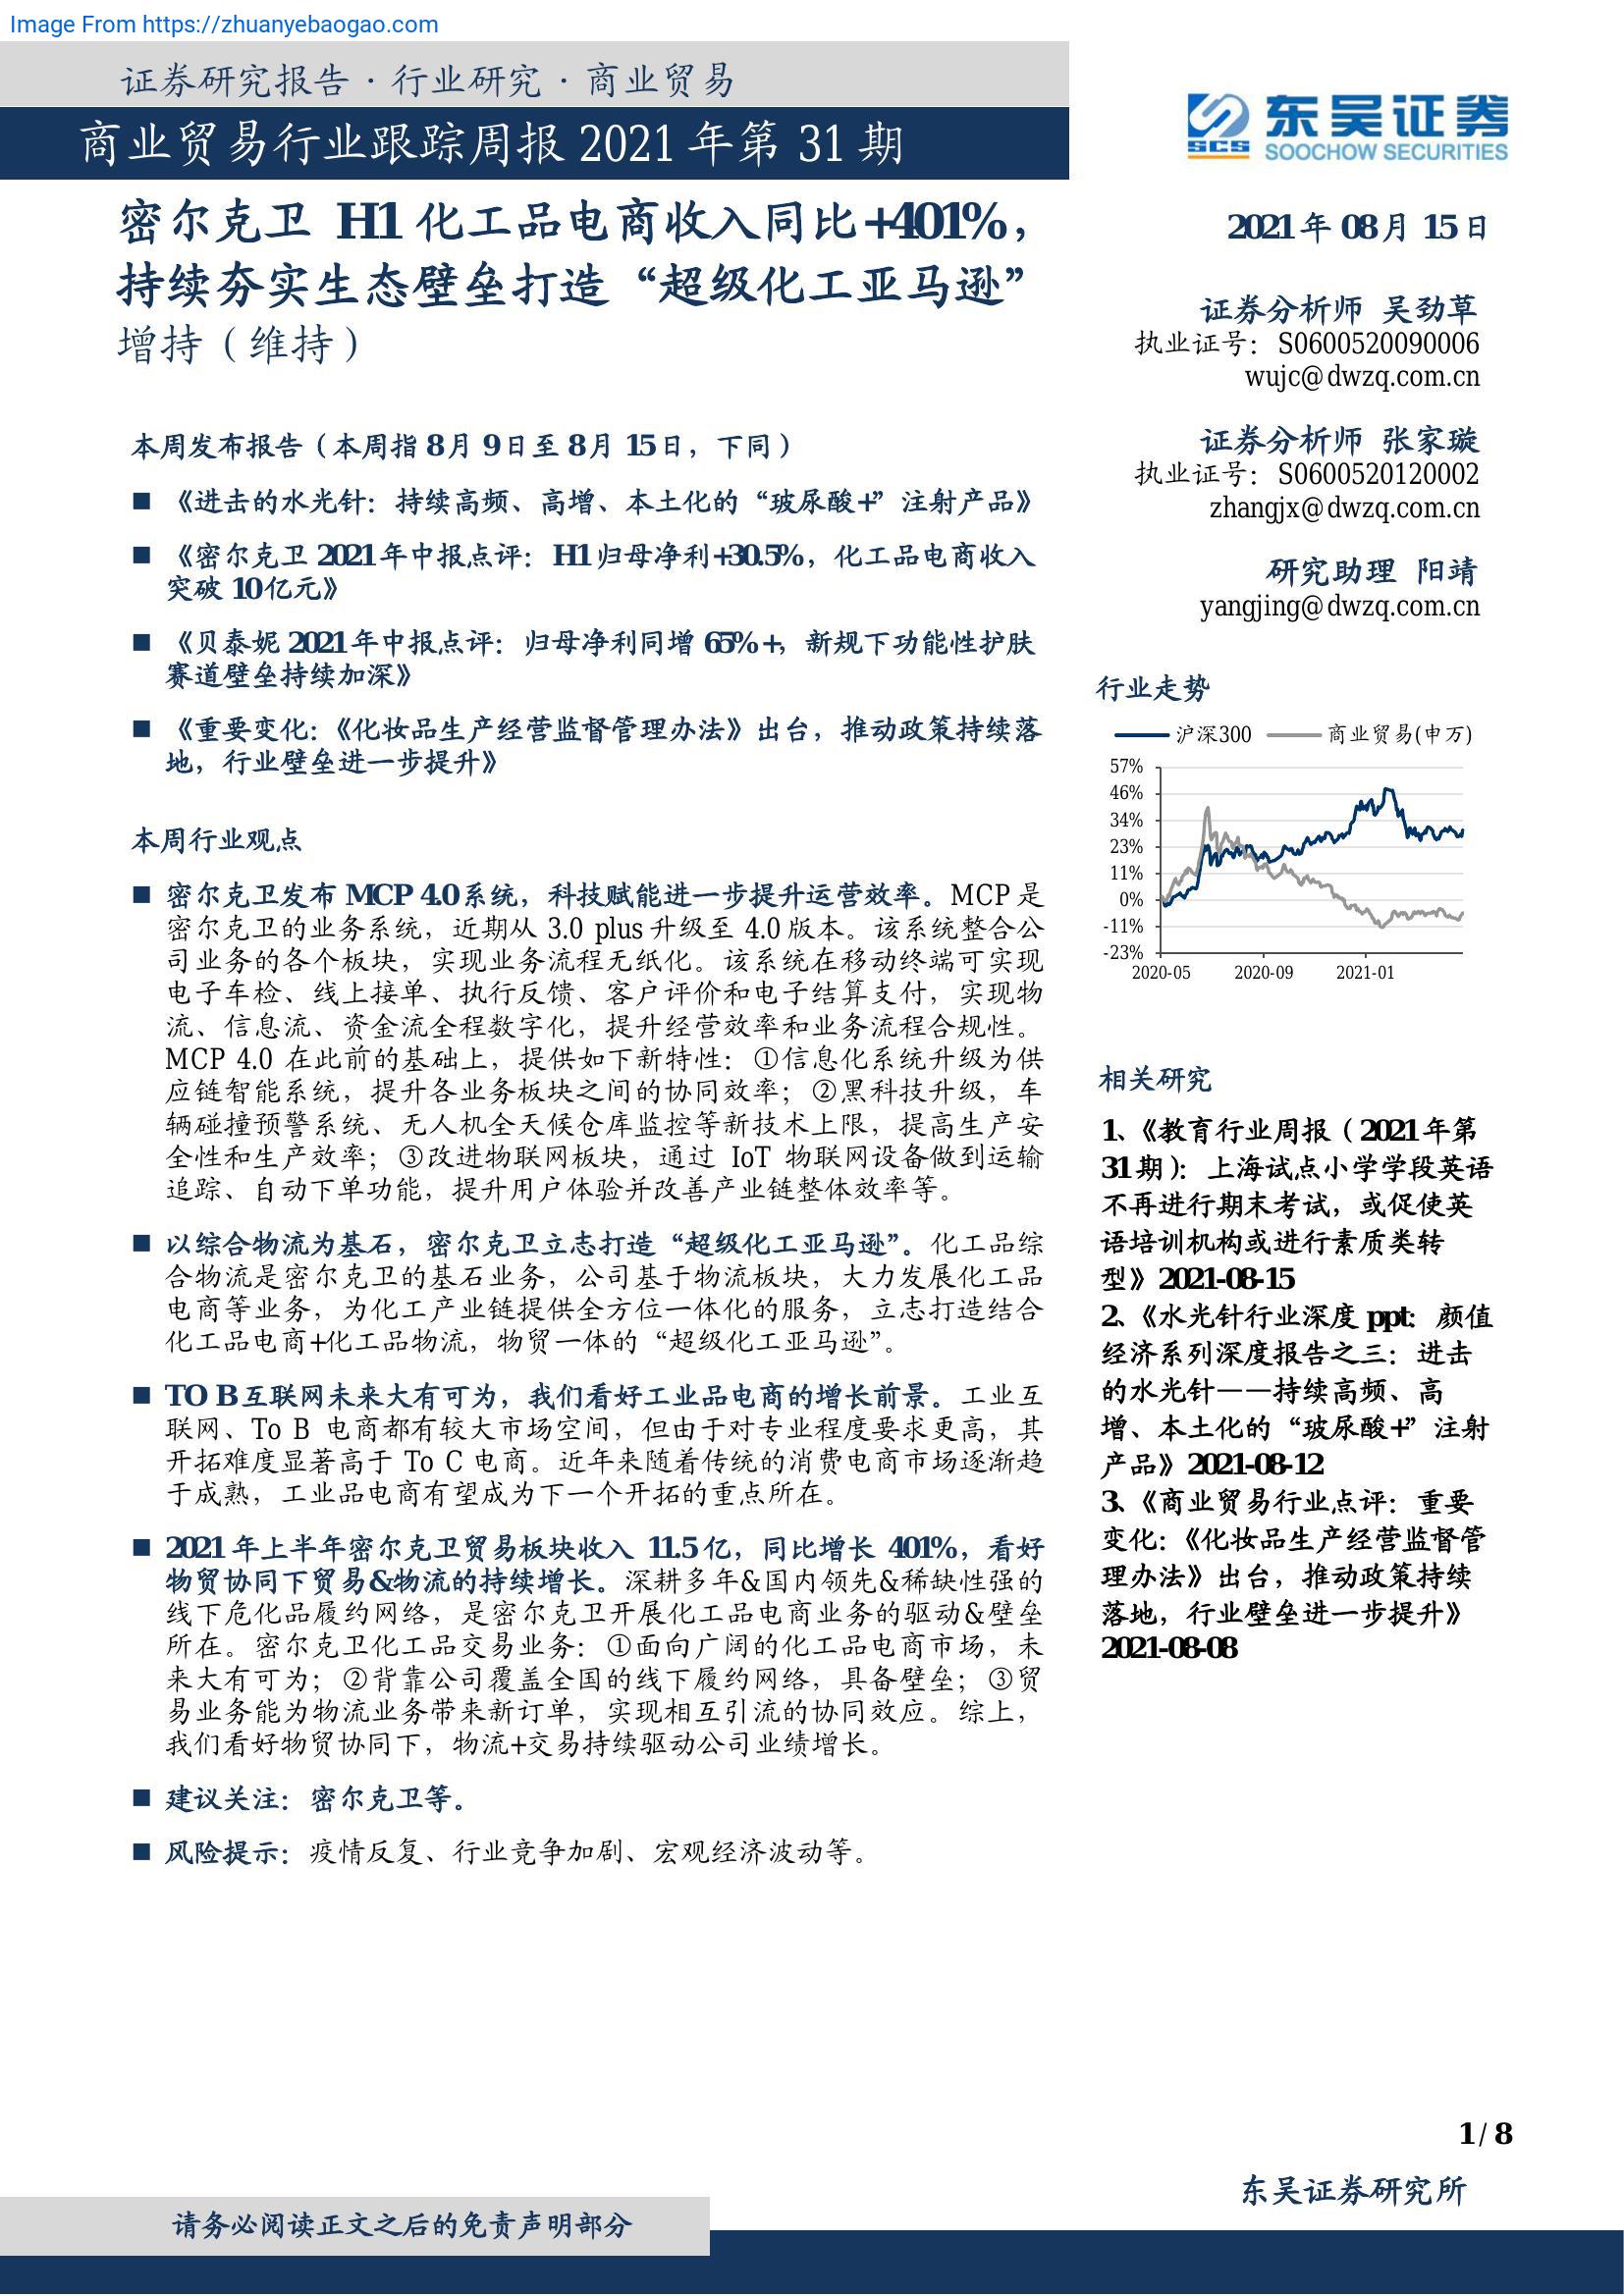 Image From https://zhuanyebaogao.com
证券研究报告·行业研究·商业贸易
商业贸易行业跟踪周报 2021 年第 31 期
东吴证券
SCS
SOOCHOW SECURITIES
密尔克卫 H1 化工品电商收入同比+401%，
持续夯实生态壁垒打造“超级化工亚马逊”
增持（维持）
本周发布报告（本周指 8 月 9 日至 8 月 15 日，下同）
■ 《进击的水光针：持续高频、高增、本土化的“玻尿酸+”注射产品》
■ 《密尔克卫 2021 年中报点评：H1 归母净利+30.5%，化工品电商收入
突破 10 亿元》
■ 《贝泰妮 2021 年中报点评：归母净利同增 65%+，新规下功能性护肤
赛道壁垒持续加深》
■ 《重要变化：《化妆品生产经营监督管理办法》出台，推动政策持续落
地，行业壁垒进一步提升》
本周行业观点
■ 密尔克卫发布 MCP 4.0 系统，科技赋能进一步提升运营效率。MCP 是
密尔克卫的业务系统，近期从 3.0 plus 升级至 4.0 版本。该系统整合公
司业务的各个板块，实现业务流程无纸化。该系统在移动终端可实现
电子车检、线上接单、执行反馈、客户评价和电子结算支付，实现物
流、信息流、资金流全程数字化，提升经营效率和业务流程合规性。
MCP 4.0 在此前的基础上，提供如下新特性：①信息化系统升级为供
应链智能系统，提升各业务板块之间的协同效率；②黑科技升级，车
辆碰撞预警系统、无人机全天候仓库监控等新技术上限，提高生产安
全性和生产效率；③改进物联网板块，通过 IoT 物联网设备做到运输
追踪、自动下单功能，提升用户体验并改善产业链整体效率等。
■ 以综合物流为基石，密尔克卫立志打造“超级化工亚马逊”。化工品综
合物流是密尔克卫的基石业务，公司基于物流板块，大力发展化工品
电商等业务，为化工产业链提供全方位一体化的服务，立志打造结合
化工品电商+化工品物流，物贸一体的“超级化工亚马逊”。
■ TO B 互联网未来大有可为，我们看好工业品电商的增长前景。工业互
联网、To B 电商都有较大市场空间，但由于对专业程度要求更高，其
开拓难度显著高于 To C 电商。近年来随着传统的消费电商市场逐渐趋
于成熟，工业品电商有望成为下一个开拓的重点所在。
■ 2021 年上半年密尔克卫贸易板块收入 11.5 亿，同比增长 401%，看好
物贸协同下贸易&物流的持续增长。深耕多年&国内领先&稀缺性强的
线下危化品履约网络，是密尔克卫开展化工品电商业务的驱动&壁垒
所在。密尔克卫化工品交易业务：①面向广阔的化工品电商市场，未
来大有可为；②背靠公司覆盖全国的线下履约网络，具备壁垒；③贸
易业务能为物流业务带来新订单，实现相互引流的协同效应。综上，
我们看好物贸协同下，物流+交易持续驱动公司业绩增长。
■ 建议关注：密尔克卫等。
■ 风险提示：疫情反复、行业竞争加剧、宏观经济波动等。
2021 年 08 月 15 日
证券分析师 吴劲草
执业证号：S0600520090006
wujc@dwzq.com.cn
证券分析师 张家璇
执业证号：S0600520120002
zhangjx@dwzq.com.cn
研究助理 阳靖
yangjing@dwzq.com.cn
行业走势
沪深300 商业贸易(申万)
57%
46%
34%
23%
11%
0%
-11%
-23%
2020-05 2020-09 2021-01
相关研究
1、《教育行业周报（2021 年第
31 期）：上海试点小学学段英语
不再进行期末考试，或促使英
语培训机构或进行素质类转
型》2021-08-15
2、《水光针行业深度 ppt：颜值
经济系列深度报告之三：进击
的水光针——持续高频、高
增、本土化的“玻尿酸+”注射
产品》2021-08-12
3、《商业贸易行业点评：重要
变化：《化妆品生产经营监督管
理办法》出台，推动政策持续
落地，行业壁垒进一步提升》
2021-08-08
1 / 8
东吴证券研究所
请务必阅读正文之后的免责声明部分